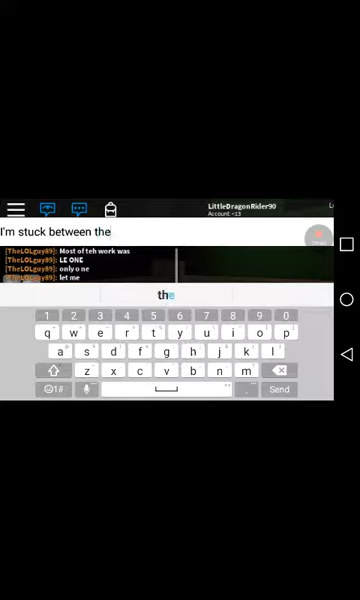 LittleDragonRider90
Account: <13
I'm stuck between the
[TheLOLguy89]: Most of teh work was
[TheLOLguy89]: LE ONE
[TheLOLguy89]: only o ne
[TheLOLguy89]: let me
the
1 2 3 4 5 6 7 8 9 0
q w e r t y u i o p
a s d f g h j k l
z x c v b n m
1# . Send